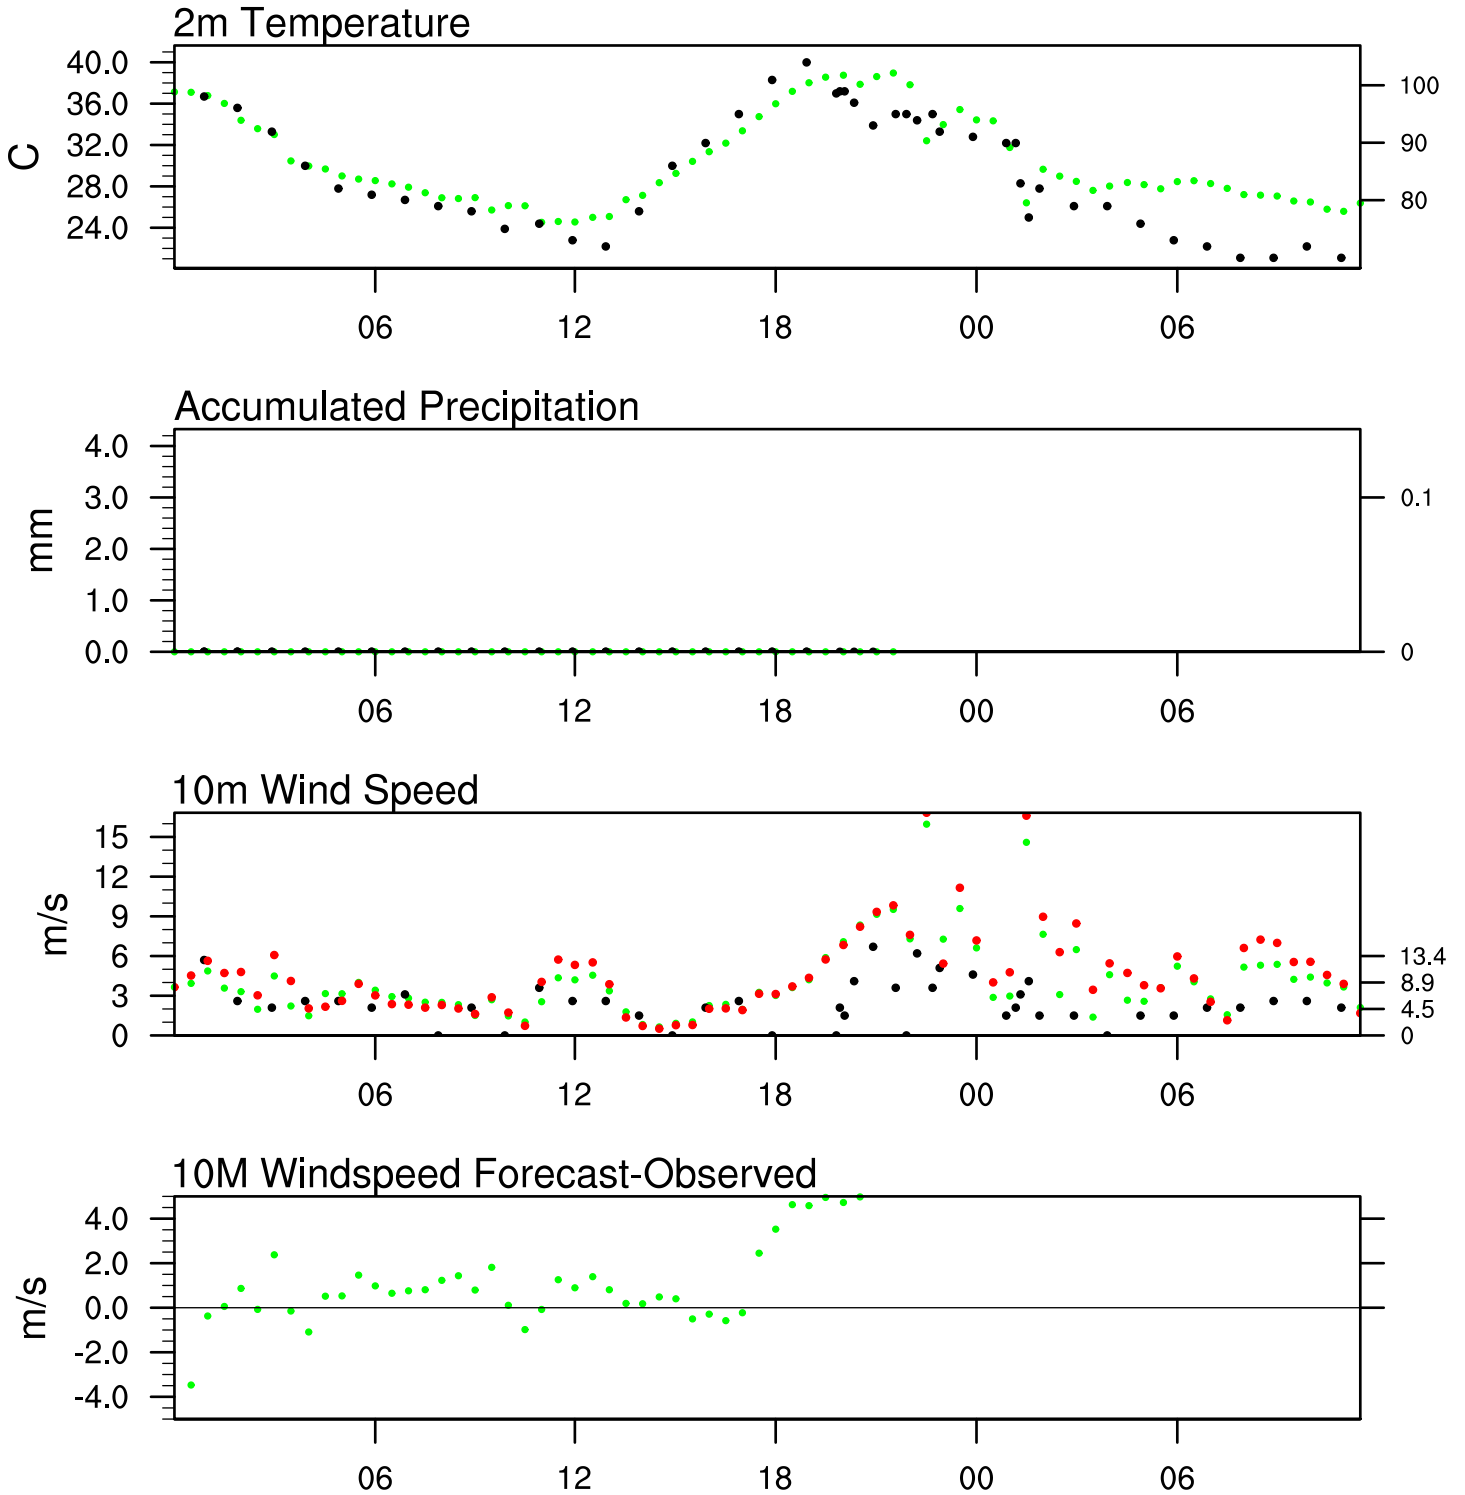 2m Temperature
40.0
36.0
32.0
28.0
24.0
C
100
90
80
06 12 18 00 06
Accumulated Precipitation
4.0
3.0
2.0
1.0
0.0
mm
0.1
0
06 12 18 00 06
10m Wind Speed
15
12
9
6
3
0
m/s
13.4
8.9
4.5
0
06 12 18 00 06
10M Windspeed Forecast-Observed
4.0
2.0
0.0
-2.0
-4.0
m/s
06 12 18 00 06